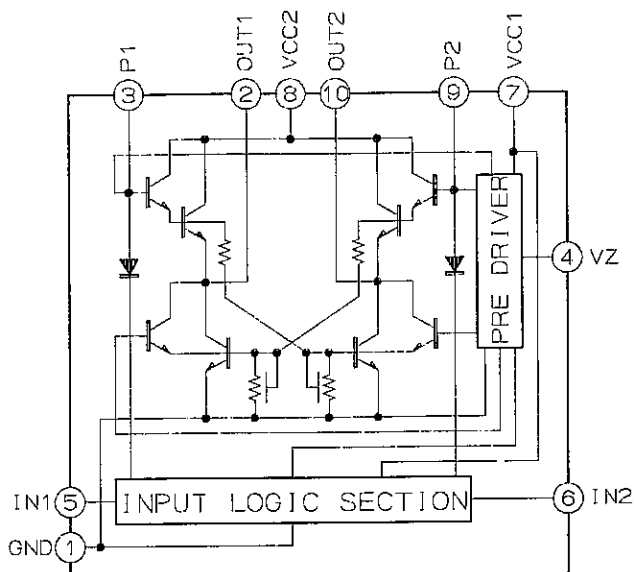 P1
OUT1
VCC2
OUT2
P2
VCC1
3
2
8
10
9
7
PRE DRIVER
4
VZ
IN1
5
INPUT LOGIC SECTION
6
IN2
GND
1